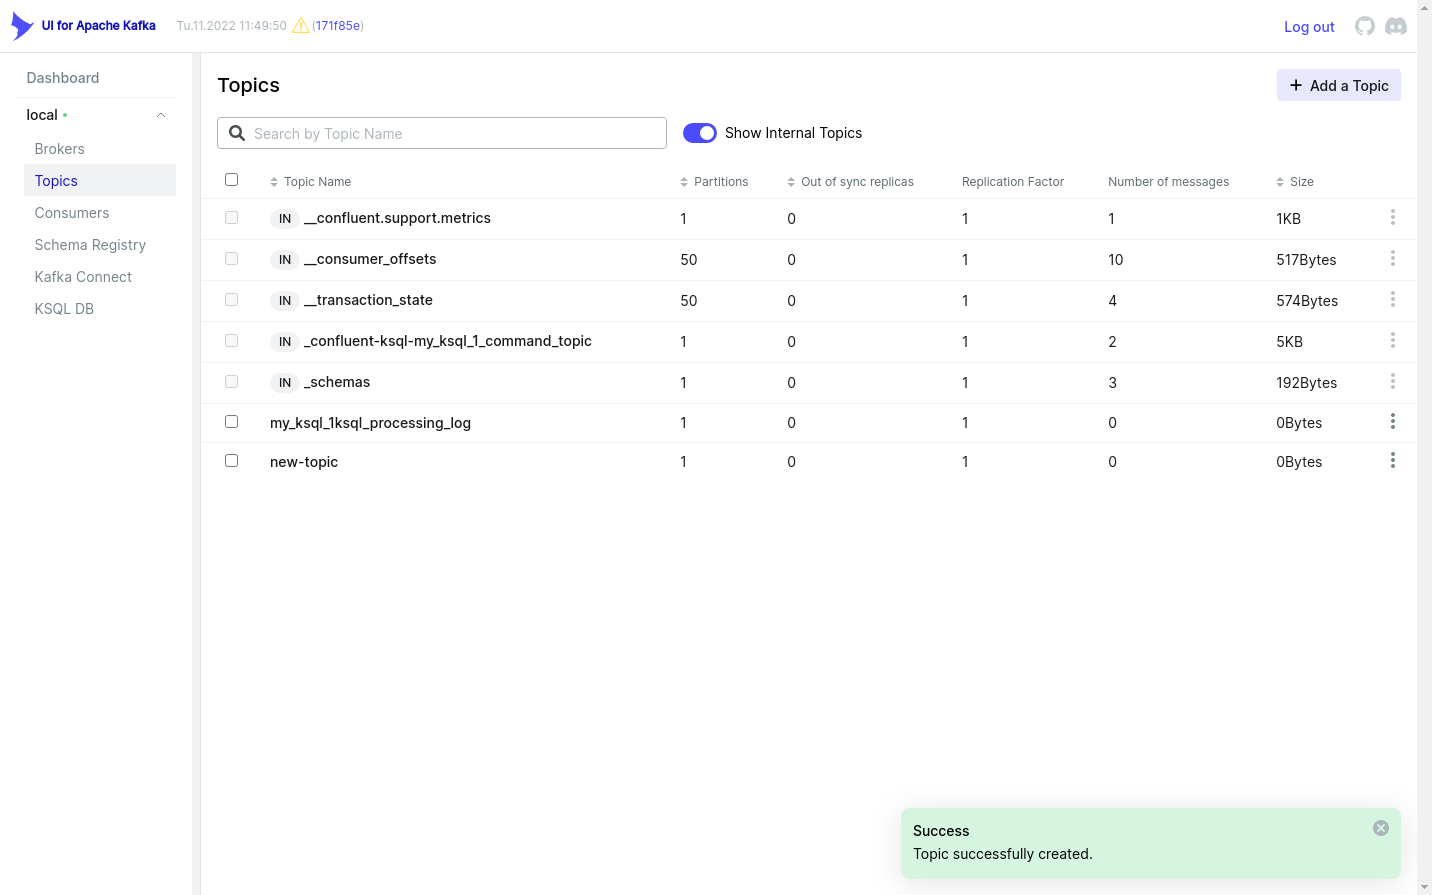 UI for Apache Kafka Tu.11.2022 11:49:50 (171f85e) Log out
Dashboard
local
Brokers
Topics
Consumers
Schema Registry
Kafka Connect
KSQL DB
Topics
Add a Topic
Search by Topic Name Show Internal Topics
Topic Name Partitions Out of sync replicas Replication Factor Number of messages Size
IN __confluent.support.metrics 1 0 1 1 1KB
IN __consumer_offsets 50 0 1 10 517Bytes
IN __transaction_state 50 0 1 4 574Bytes
IN _confluent-ksql-my_ksql_1_command_topic 1 0 1 2 5KB
IN _schemas 1 0 1 3 192Bytes
my_ksql_1ksql_processing_log 1 0 1 0 0Bytes
new-topic 1 0 1 0 0Bytes
Success
Topic successfully created.